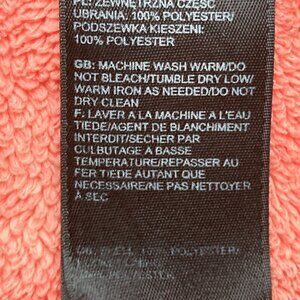 PL: ZEWNĘTRZNA CZĘŚĆ
UBRANIA: 100% POLYESTER/
PODSZEWKA KIESZENI:
100% POLYESTER
GB: MACHINE WASH WARM/DO
NOT BLEACH/TUMBLE DRY LOW/
WARM IRON AS NEEDED/DO NOT
DRY CLEAN
F: LAVER A LA MACHINE A L'EAU
TIEDE/AGENT DE BLANCHIMENT
INTERDIT/SECHER PAR
CULBUTAGE A BASSE
TEMPERATURE/REPASSER AU
FER TIEDE AUTANT QUE
NECESSAIRE/NE PAS NETTOYER
A SEC